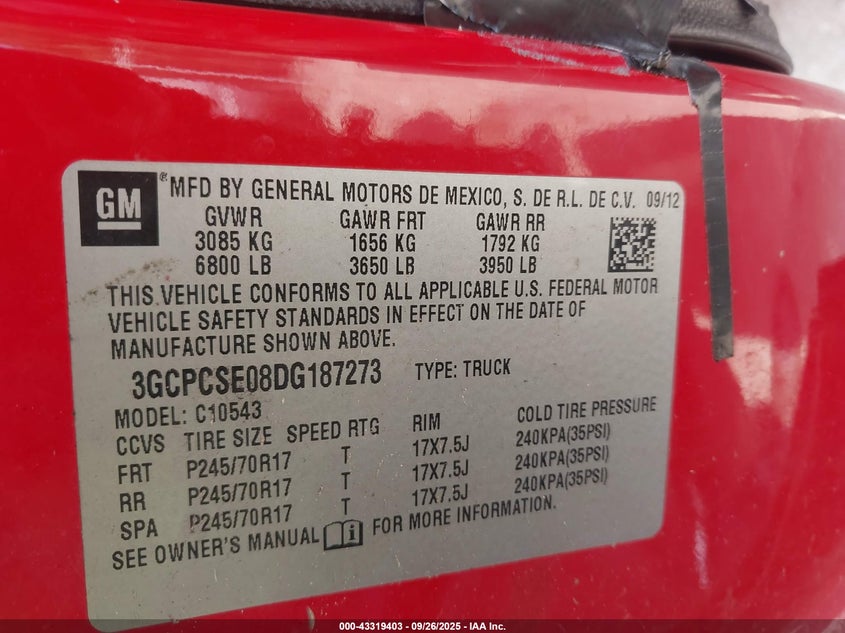 GM ® MFD BY GENERAL MOTORS DE MEXICO, S. DE R.L. DE C.V. 09/12
GVWR GAWR FRT GAWR RR
3085 KG 1656 KG 1792 KG
6800 LB 3650 LB 3950 LB
THIS VEHICLE CONFORMS TO ALL APPLICABLE U.S. FEDERAL MOTOR
VEHICLE SAFETY STANDARDS IN EFFECT ON THE DATE OF
MANUFACTURE SHOWN ABOVE.
3GCPCSE08DG187273 TYPE: TRUCK
MODEL: C10543
CCVS TIRE SIZE SPEED RTG RIM COLD TIRE PRESSURE
FRT P245/70R17 T 17X7.5J 240KPA(35PSI)
RR P245/70R17 T 17X7.5J 240KPA(35PSI)
SPA P245/70R17 T 17X7.5J 240KPA(35PSI)
SEE OWNER'S MANUAL i FOR MORE INFORMATION.
000-43319403 - 09/26/2025 - IAA Inc.